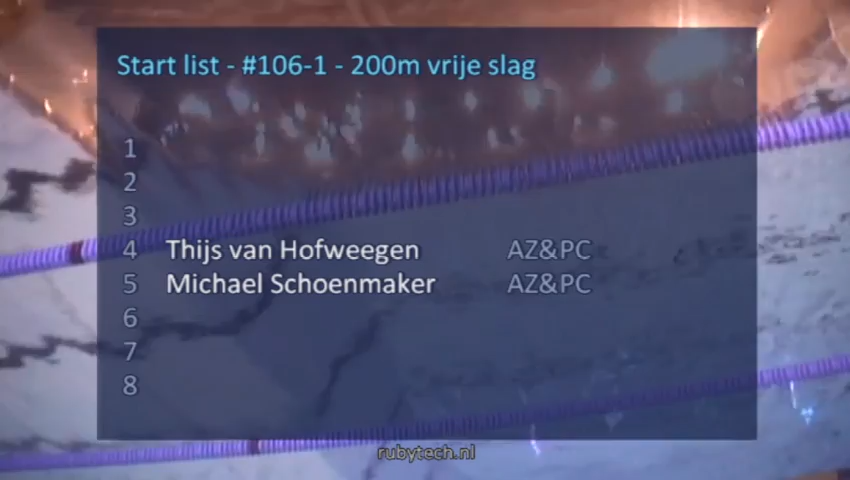 Start list - #106-1 - 200m vrije slag
1
2
3
4 Thijs van Hofweegen AZ&PC
5 Michael Schoenmaker AZ&PC
6
7
8
rubytech.nl